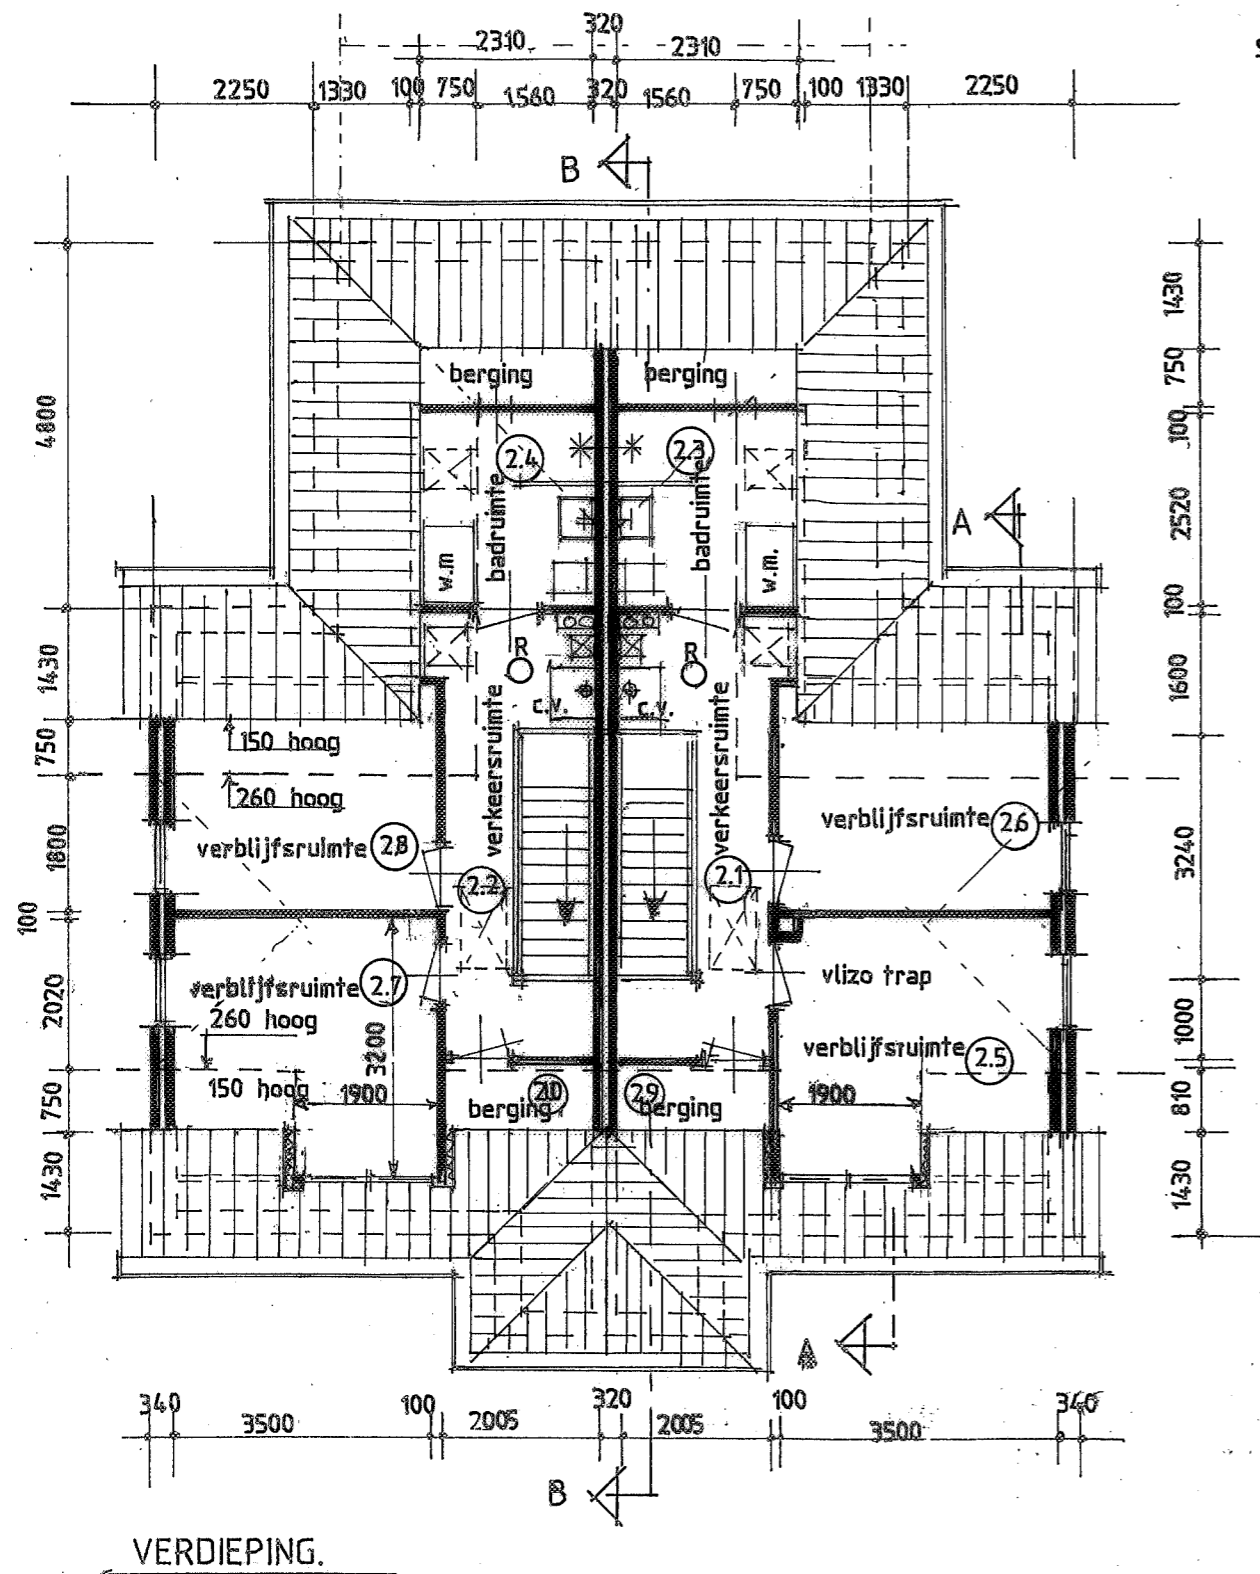 320
2310 2310
2250 1330 100 750 1560 320 1560 750 100 1330 2250
B
1430
berging berging
750
4800
100
2.4 2.3
badruimte badruimte
A
2520
w.m w.m.
100
R R
1430
1600
c.v. c.v.
150 hoog
verkeersruimte verkeersruimte
750
260 hoog
verblijfsruimte 2.6
1800
verblijfsruimte 2.8
3240
2.2 2.1
100
vlizo trap
verblijfsruimte 2.7
2020
260 hoog
1000
3200
verblijfsruimte 2.5
150 hoog
1900 1900
750
2.10 2.9
810
berging berging
1430
1430
A
340 3500 100 2005 320 2005 100 3500 340
B
VERDIEPING.